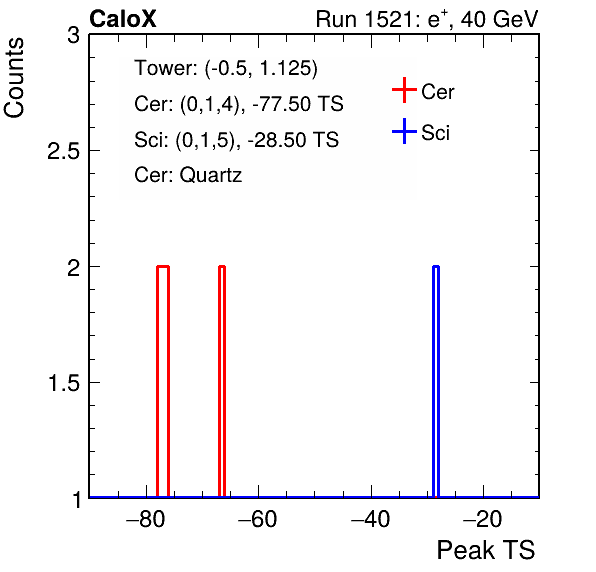 CaloX Run 1521: e⁺, 40 GeV
Counts
3
2.5
2
1.5
1
Tower: (-0.5, 1.125)
Cer: (0,1,4), -77.50 TS
Sci: (0,1,5), -28.50 TS
Cer: Quartz
Cer
Sci
−80 −60 −40 −20
Peak TS